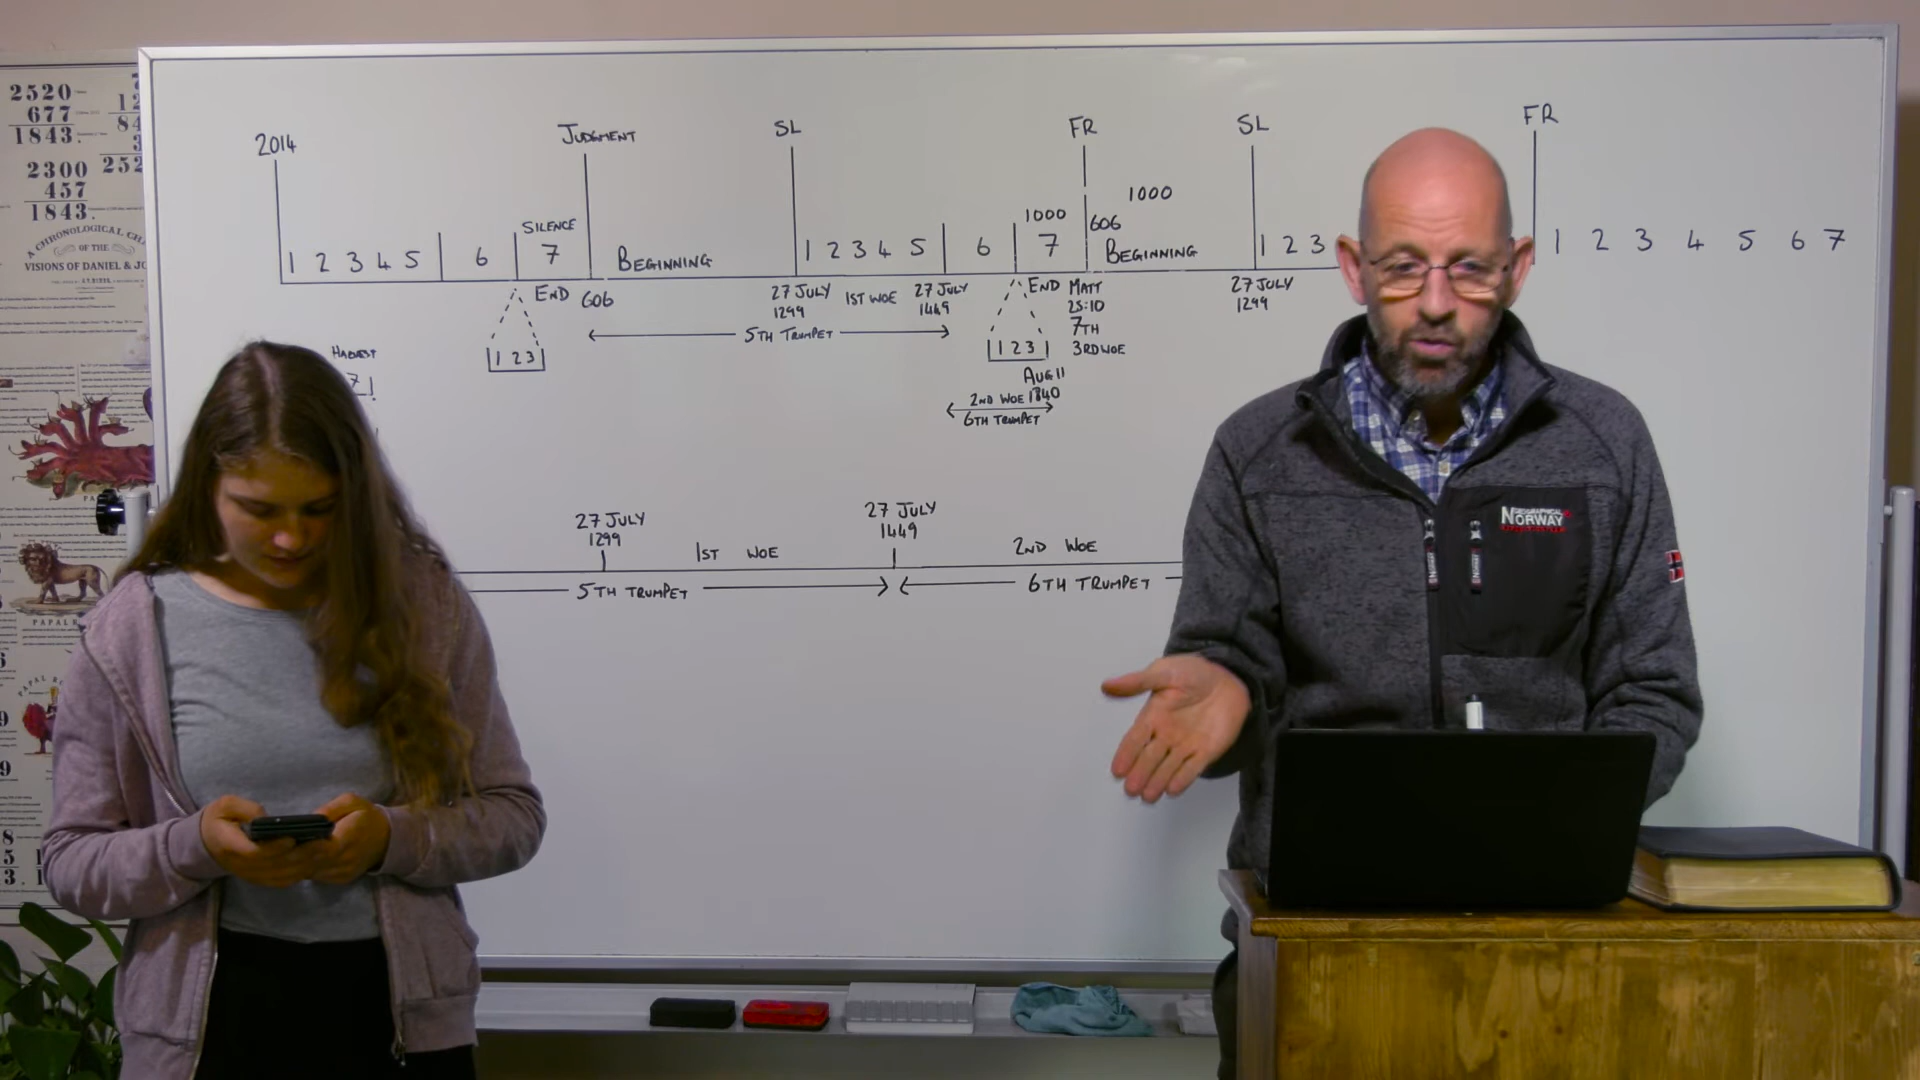 2520
677
1843.
2300
457
1843.
252
A CHRONOLOGICAL
OF THE
VISIONS OF DANIEL & JO
2014
JUDGMENT
SL
FR
SL
FR
1 2 3 4 5 6 SILENCE 7
BEGINNING
1 2 3 4 5 6 1000 7
1000
606
BEGINNING
1 2 3
1 2 3 4 5 6 7
END 606
27 JULY
1299
1ST WOE
27 JULY
1449
END
MATT
25:10
7TH
3RD WOE
27 JULY
1299
5TH TRUMPET
1 2 3
1 2 3
HARVEST
7
AUG 11
1840
2ND WOE
6TH TRUMPET
27 JULY
1299
1ST WOE
27 JULY
1449
2ND WOE
5TH TRUMPET
6TH TRUMPET
GEOGRAPHICAL
NORWAY